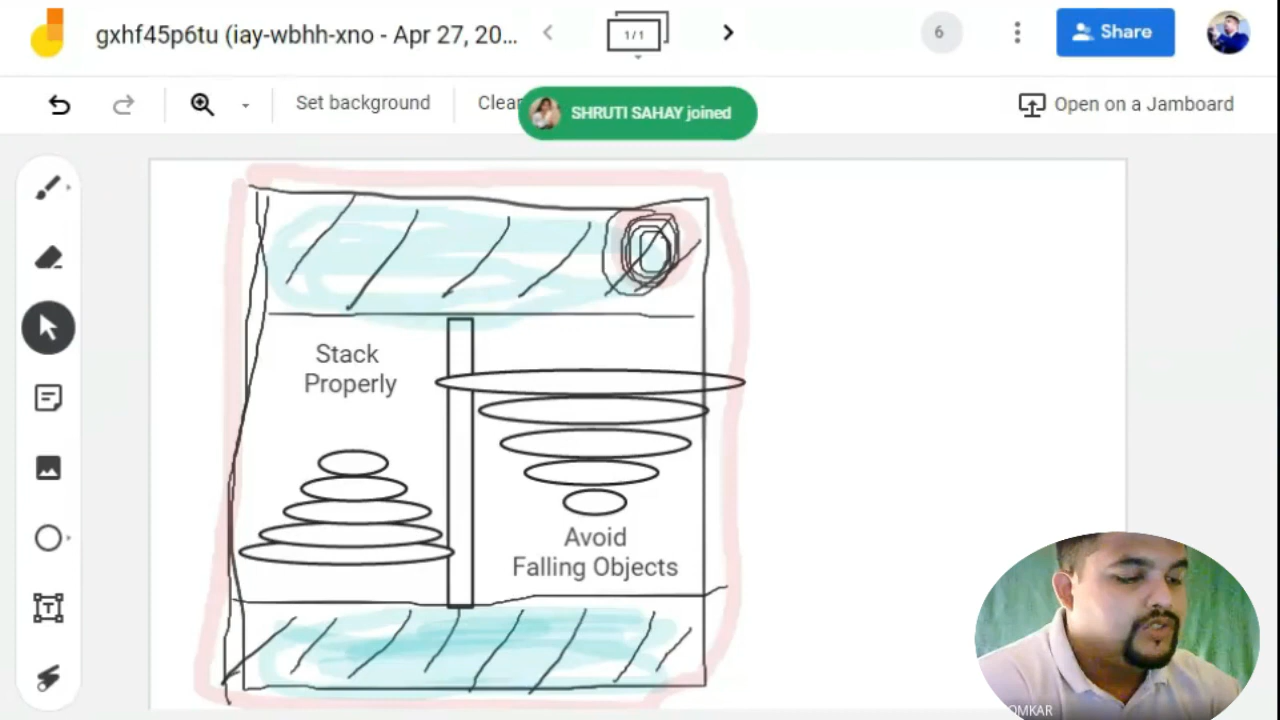 gxhf45p6tu (iay-wbhh-xno - Apr 27, 20...
1/1
6
Share
Set background
Clear
SHRUTI SAHAY joined
Open on a Jamboard
Stack
Properly
Avoid
Falling Objects
OMKAR